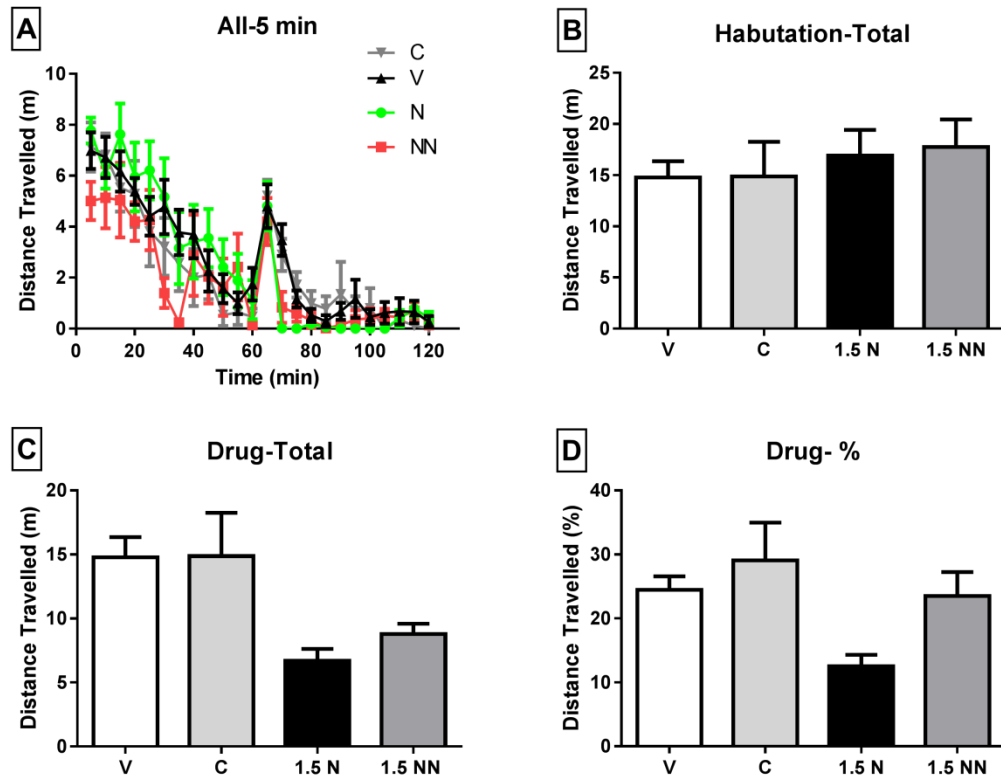 A
All-5 min
C
V
N
NN
Distance Travelled (m)
10
8
6
4
2
0
0 20 40 60 80 100 120
Time (min)
B
Habutation-Total
Distance Travelled (m)
25
20
15
10
5
0
V C 1.5 N 1.5 NN
C
Drug-Total
Distance Travelled (m)
20
15
10
5
0
V C 1.5 N 1.5 NN
D
Drug- %
Distance Travelled (%)
40
30
20
10
0
V C 1.5 N 1.5 NN